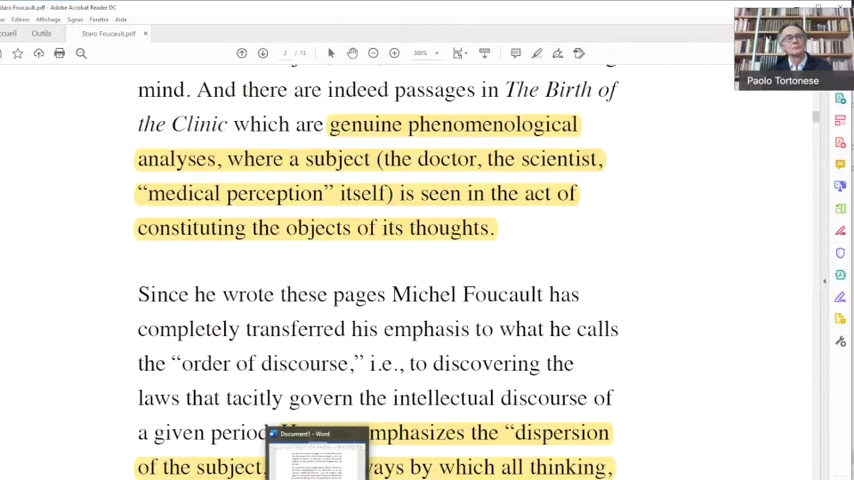 Staro Foucault.pdf - Adobe Acrobat Reader DC
Edition Affichage Signer Fenêtre Aide
ccueil Outils Staro Foucault.pdf ×
2 / 13 300%
mind. And there are indeed passages in The Birth of
the Clinic which are genuine phenomenological
analyses, where a subject (the doctor, the scientist,
“medical perception” itself) is seen in the act of
constituting the objects of its thoughts.
Since he wrote these pages Michel Foucault has
completely transferred his emphasis to what he calls
the “order of discourse,” i.e., to discovering the
laws that tacitly govern the intellectual discourse of
a given period. emphasizes the “dispersion
of the subject, ways by which all thinking,
Document1 - Word
Paolo Tortonese